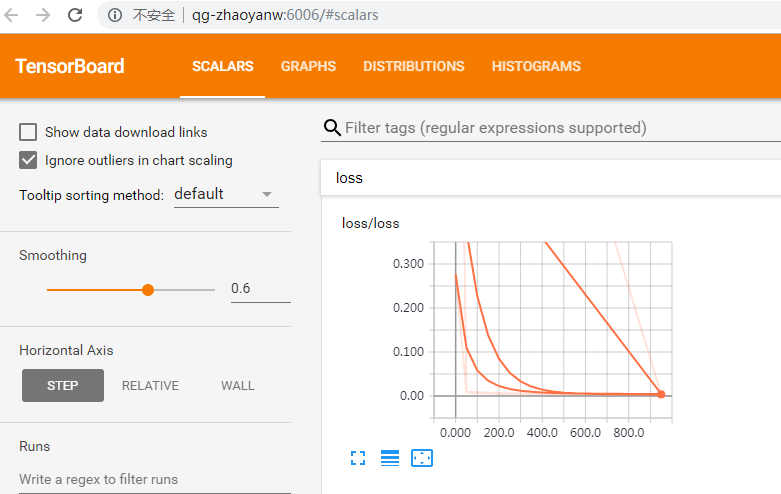 不安全 qg-zhaoyanw:6006/#scalars
TensorBoard SCALARS GRAPHS DISTRIBUTIONS HISTOGRAMS
Show data download links
Ignore outliers in chart scaling
Tooltip sorting method: default
Smoothing
0.6
Horizontal Axis
STEP RELATIVE WALL
Runs
Write a regex to filter runs
Filter tags (regular expressions supported)
loss
loss/loss
0.300
0.200
0.100
0.00
0.000 200.0 400.0 600.0 800.0